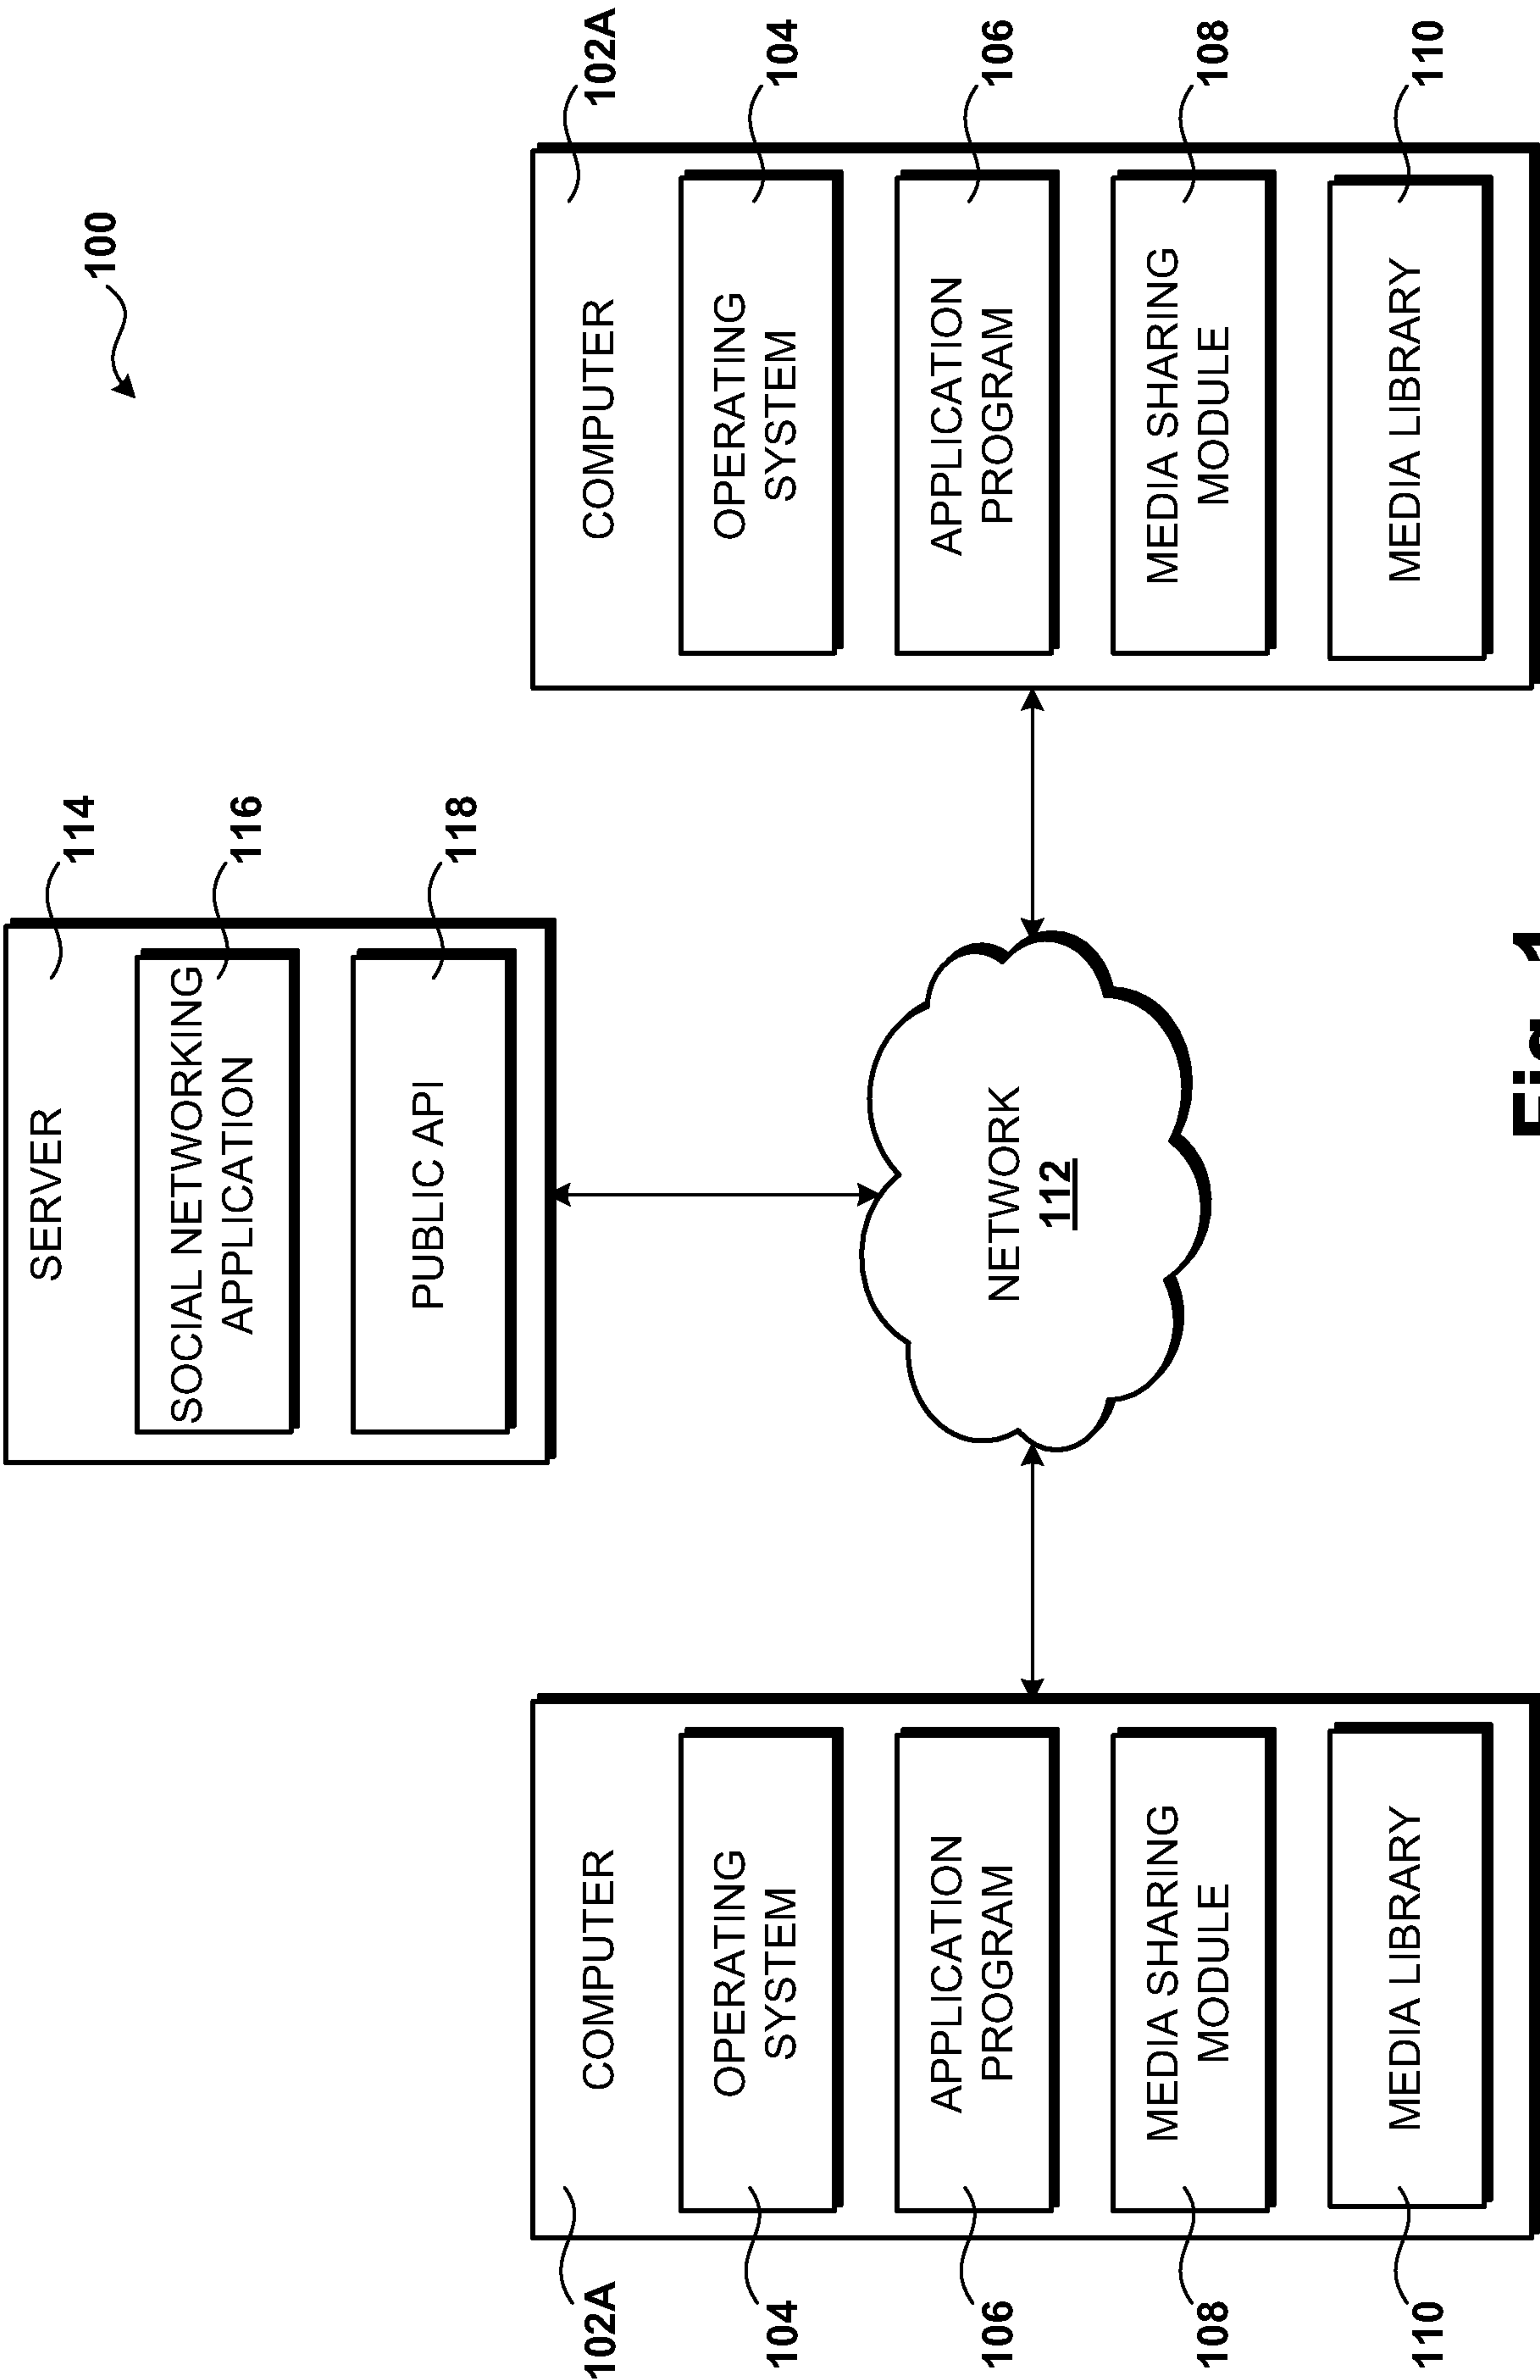 100
SERVER
114
SOCIAL NETWORKING
APPLICATION
116
PUBLIC API
118
102A
COMPUTER
104
OPERATING
SYSTEM
106
APPLICATION
PROGRAM
108
MEDIA SHARING
MODULE
110
MEDIA LIBRARY
NETWORK
112
COMPUTER
102A
OPERATING
SYSTEM
104
APPLICATION
PROGRAM
106
MEDIA SHARING
MODULE
108
MEDIA LIBRARY
110